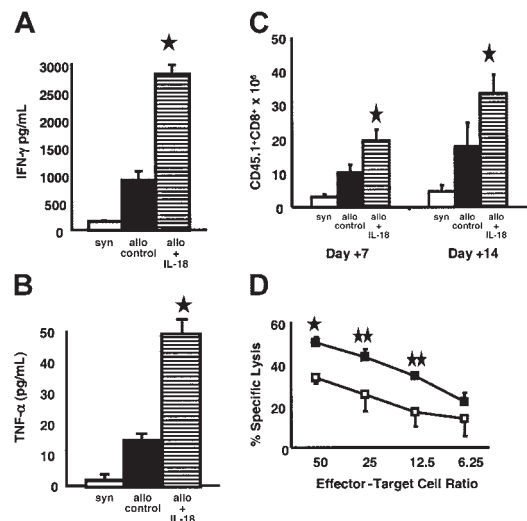 A
IFN-γ pg/mL
3000
2500
2000
1500
1000
500
0
syn
allo
control
allo
+
IL-18
B
TNF-α (pg/mL)
50
40
30
20
10
0
syn
allo
control
allo
+
IL-18
C
CD45.1⁺CD8⁺ x 10⁶
50
40
30
20
10
0
syn
allo
control
allo
+
IL-18
syn
allo
control
allo
+
IL-18
Day +7
Day +14
D
% Specific Lysis
60
40
20
0
50
25
12.5
6.25
Effector-Target Cell Ratio